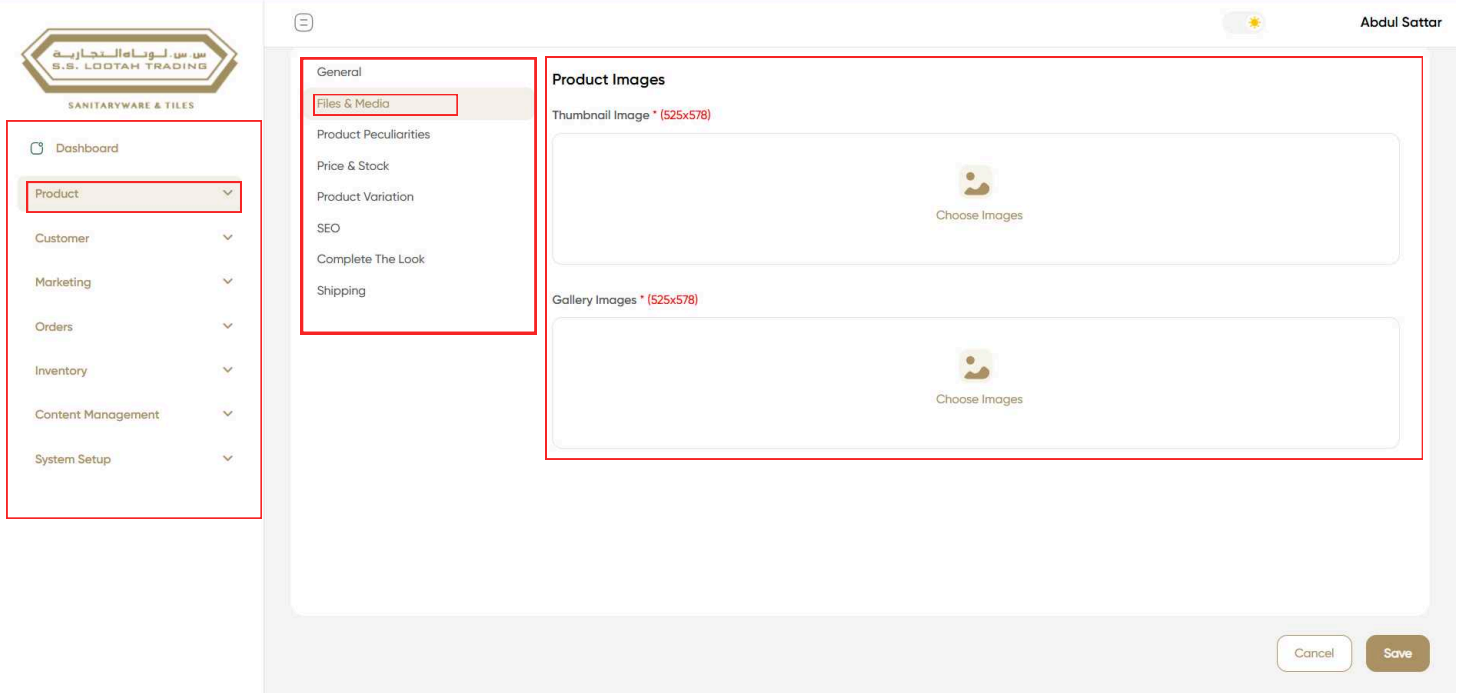 س.س. لوتاه التجارية
S.S. LOOTAH TRADING
SANITARYWARE & TILES
Dashboard
Product
Customer
Marketing
Orders
Inventory
Content Management
System Setup
Abdul Sattar
General
Files & Media
Product Peculiarities
Price & Stock
Product Variation
SEO
Complete The Look
Shipping
Product Images
Thumbnail Image * (525x578)
Choose Images
Gallery Images * (525x578)
Choose Images
Cancel
Save